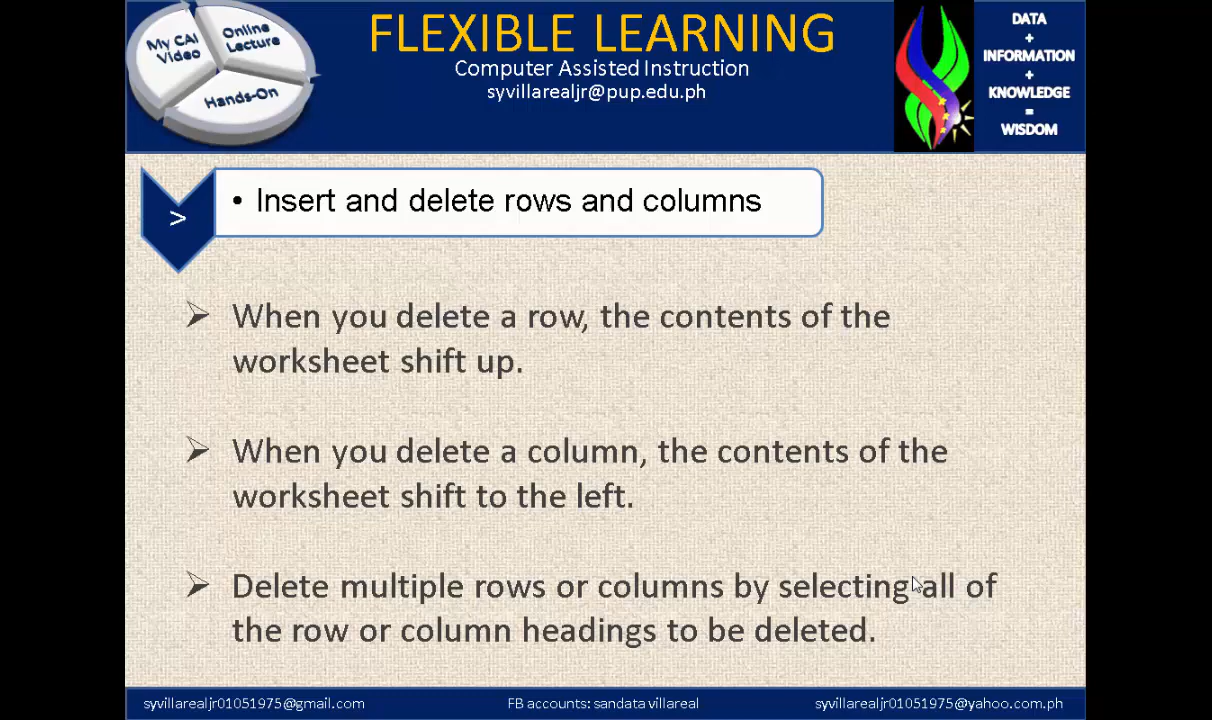 My CAI
Video
Online
Lecture
Hands-On
FLEXIBLE LEARNING
Computer Assisted Instruction
syvillarealjr@pup.edu.ph
DATA
+
INFORMATION
+
KNOWLEDGE
=
WISDOM
>
• Insert and delete rows and columns
➢ When you delete a row, the contents of the
worksheet shift up.
➢ When you delete a column, the contents of the
worksheet shift to the left.
➢ Delete multiple rows or columns by selecting all of
the row or column headings to be deleted.
syvillarealjr01051975@gmail.com
FB accounts: sandata villareal
syvillarealjr01051975@yahoo.com.ph